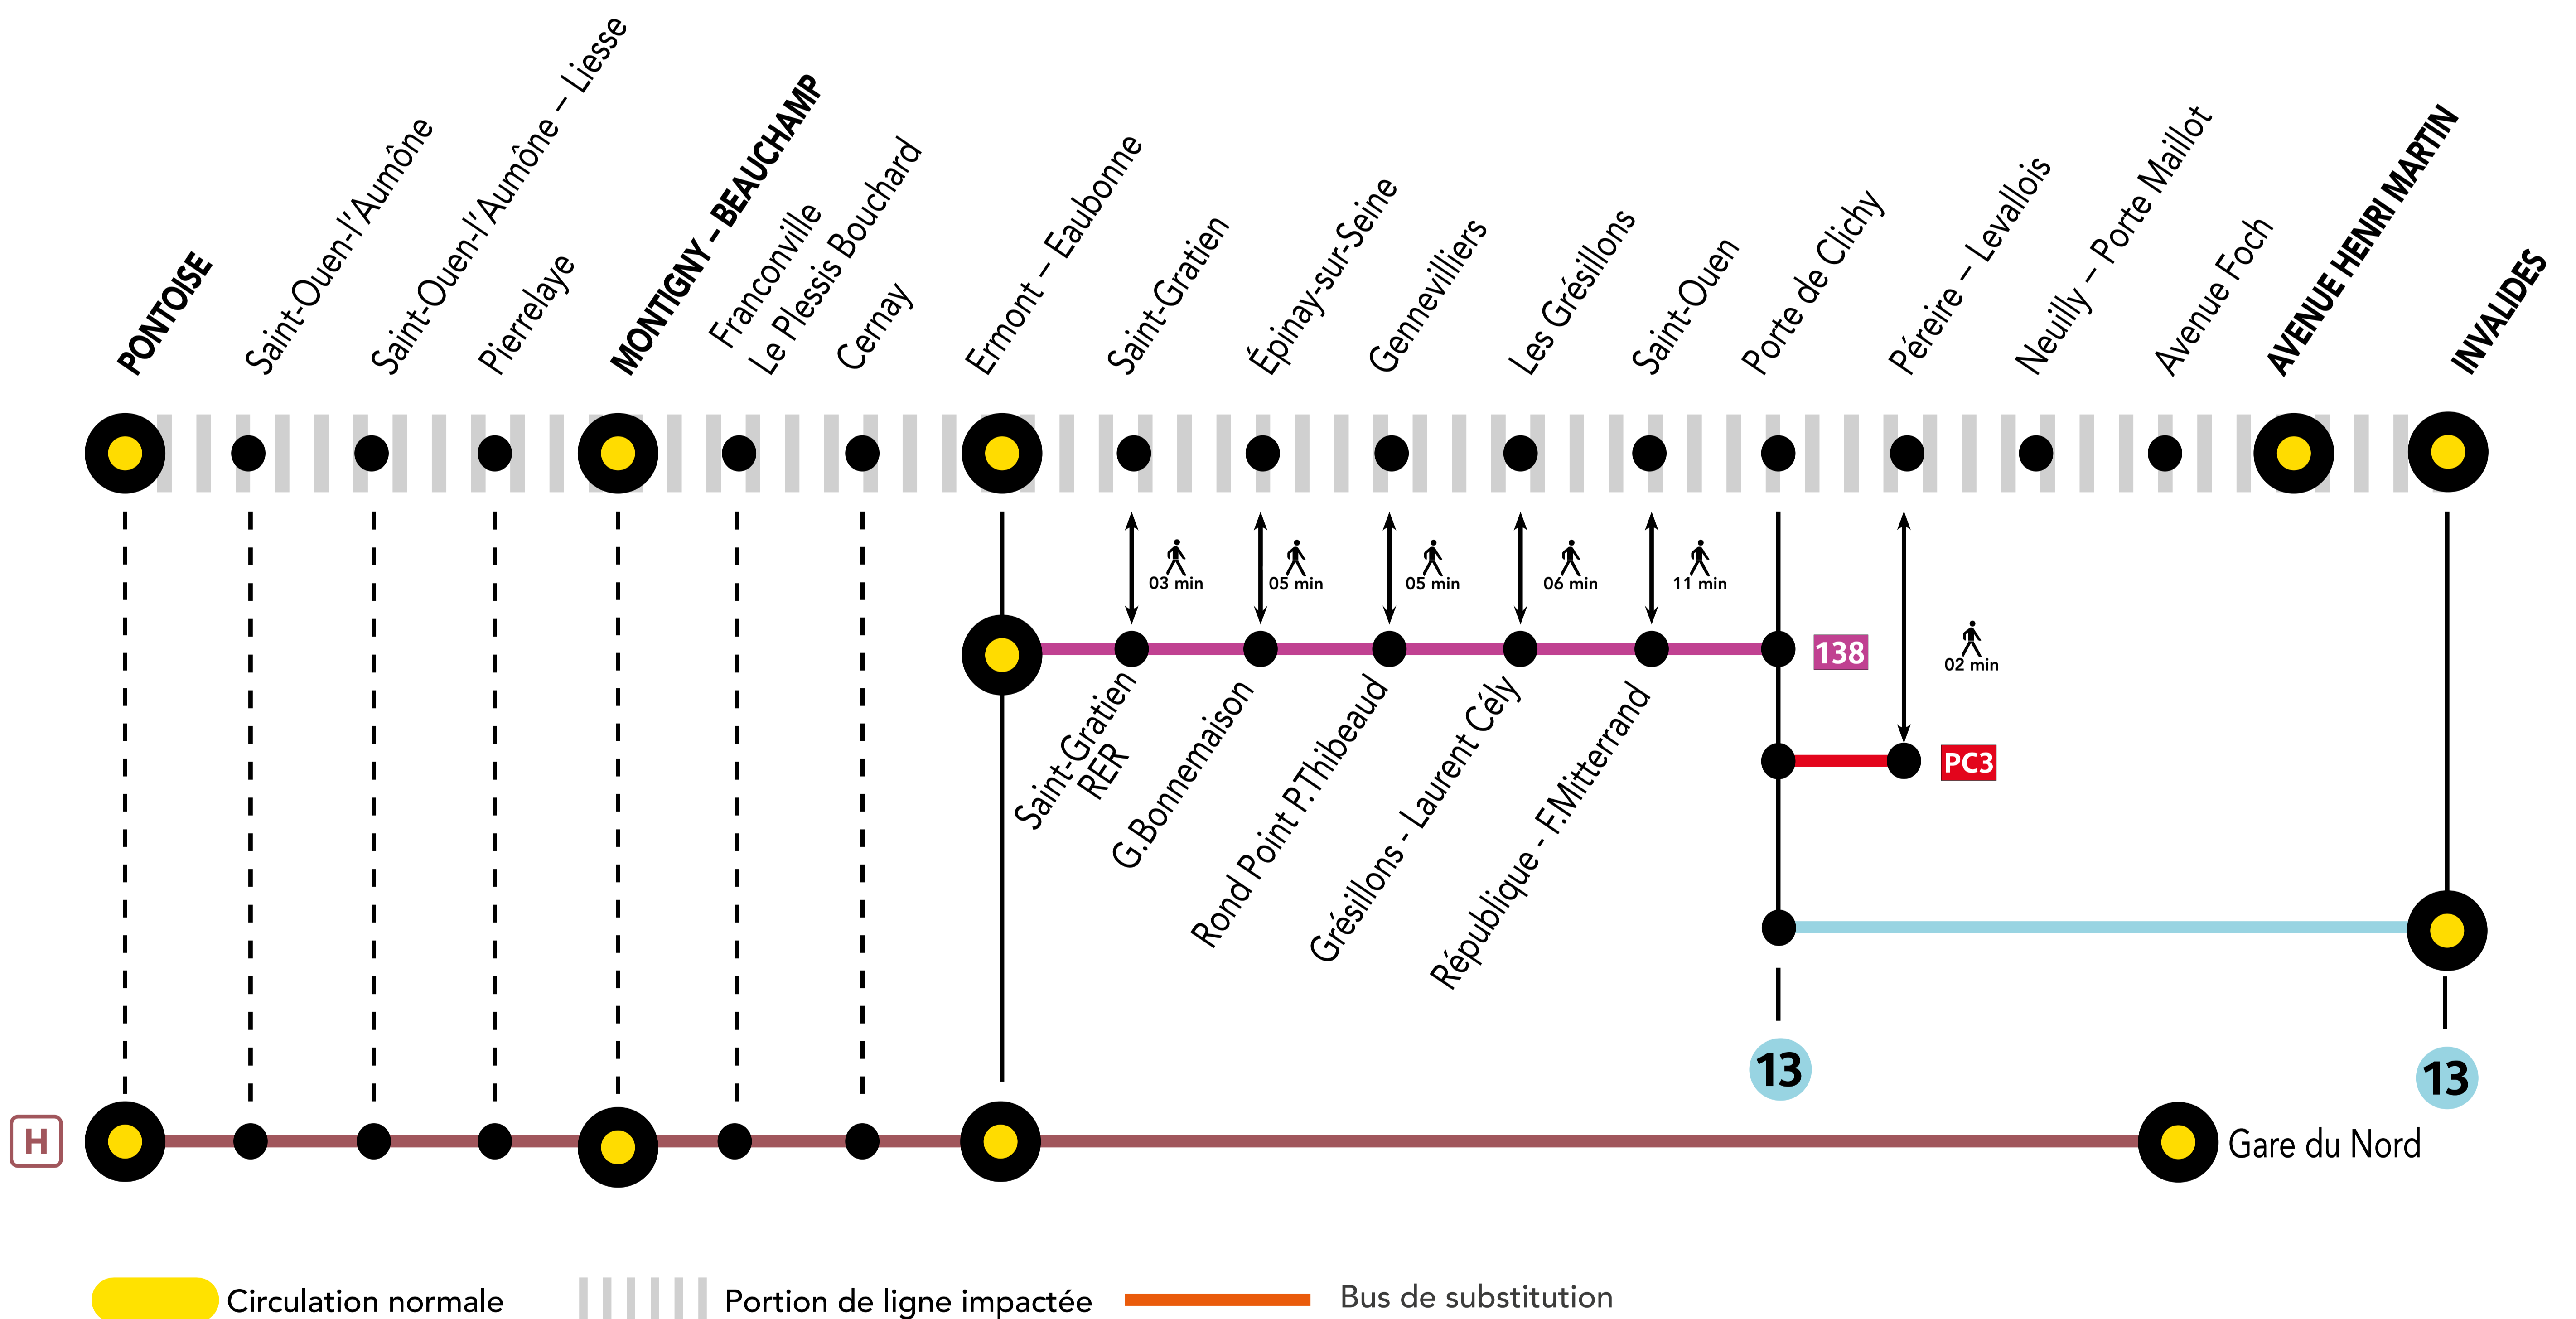 PONTOISE
Saint-Ouen-l'Aumône
Saint-Ouen-l'Aumône – Liesse
Pierrelaye
MONTIGNY – BEAUCHAMP
Franconville
Le Plessis Bouchard
Cernay
Ermont – Eaubonne
Saint-Gratien
Épinay-sur-Seine
Gennevilliers
Les Grésillons
Saint-Ouen
Porte de Clichy
Péreire – Levallois
Neuilly – Porte Maillot
Avenue Foch
AVENUE HENRI MARTIN
INVALIDES
03 min
05 min
05 min
06 min
11 min
02 min
138
Saint-Gratien
RER
G.Bonnemaison
Rond Point P.Thibeaud
Grésillons - Laurent Cély
République - F.Mitterrand
PC3
13
13
H
Gare du Nord
Circulation normale
Portion de ligne impactée
Bus de substitution